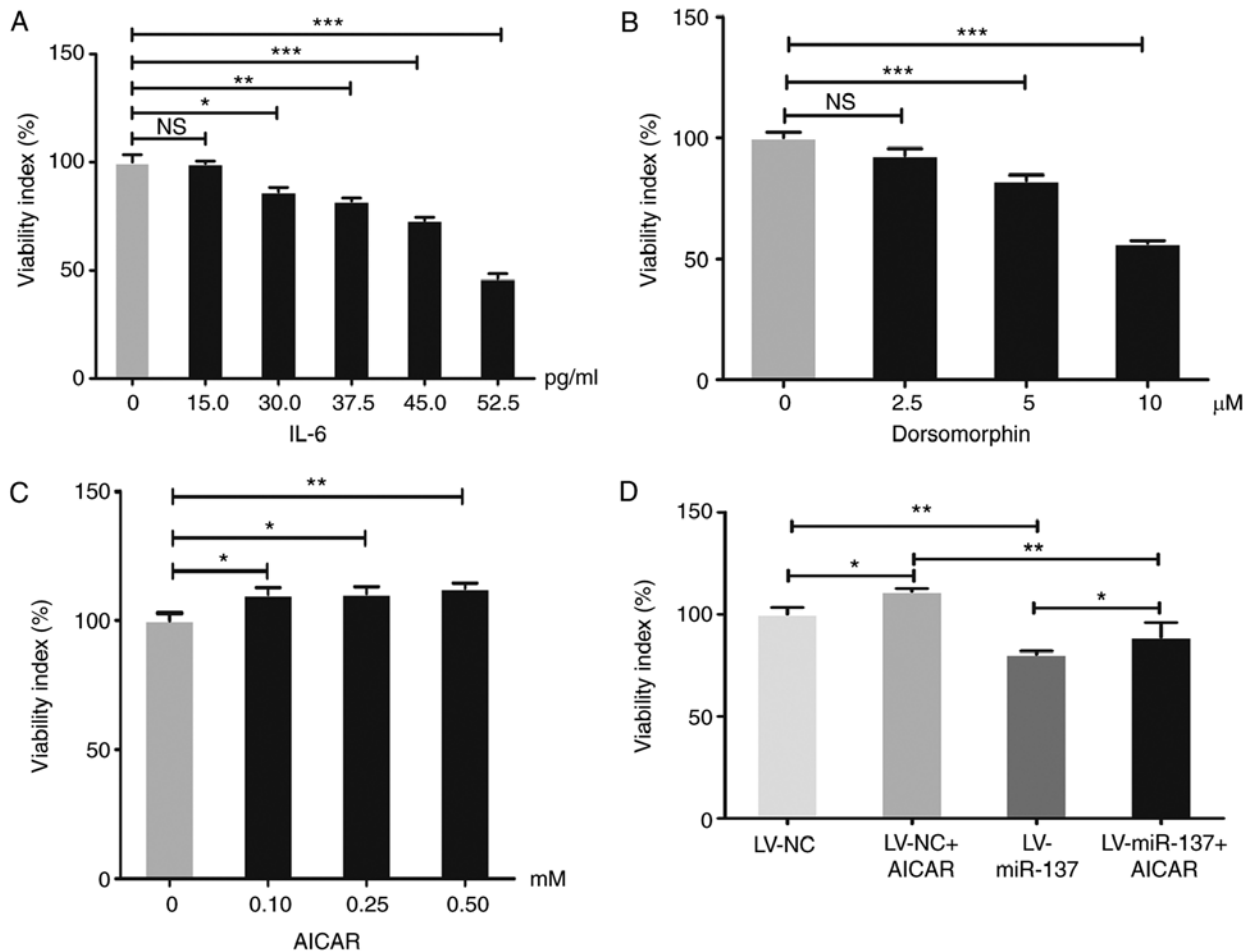 A
***
***
**
*
NS
150
100
50
0
Viability index (%)
0 15.0 30.0 37.5 45.0 52.5 pg/ml
IL-6
B
***
***
NS
150
100
50
0
Viability index (%)
0 2.5 5 10 μM
Dorsomorphin
C
**
*
*
150
100
50
0
Viability index (%)
0 0.10 0.25 0.50 mM
AICAR
D
**
**
*
*
150
100
50
0
Viability index (%)
LV-NC
LV-NC+
AICAR
LV-
miR-137
LV-miR-137+
AICAR